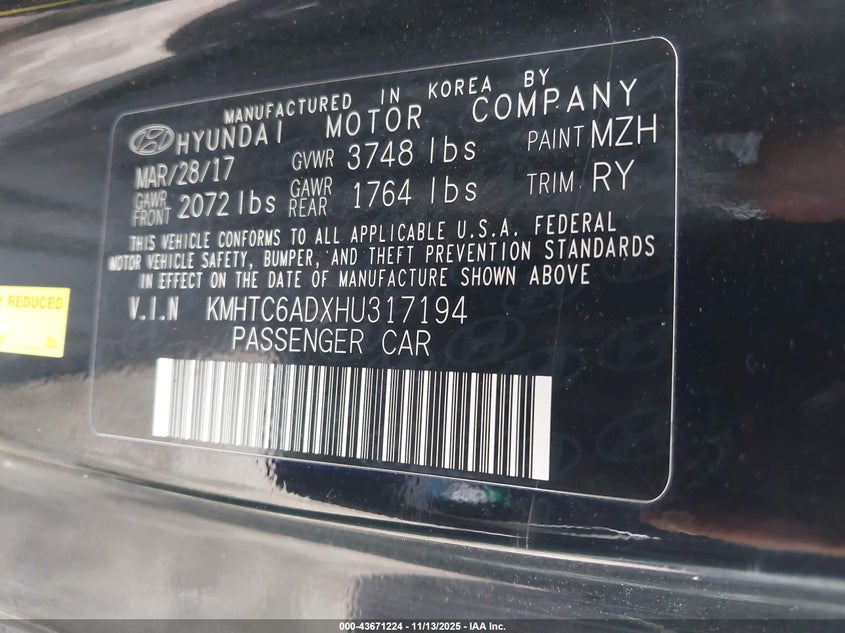 MANUFACTURED IN KOREA BY
HYUNDAI MOTOR COMPANY
MAR/28/17 GVWR 3748 lbs PAINT MZH
GAWR FRONT 2072 lbs GAWR REAR 1764 lbs TRIM RY
THIS VEHICLE CONFORMS TO ALL APPLICABLE U.S.A. FEDERAL
MOTOR VEHICLE SAFETY, BUMPER, AND THEFT PREVENTION STANDARDS
IN EFFECT ON THE DATE OF MANUFACTURE SHOWN ABOVE
V.I.N KMHTC6ADXHU317194
PASSENGER CAR
REDUCED
000-43671224 - 11/13/2025 - IAA Inc.